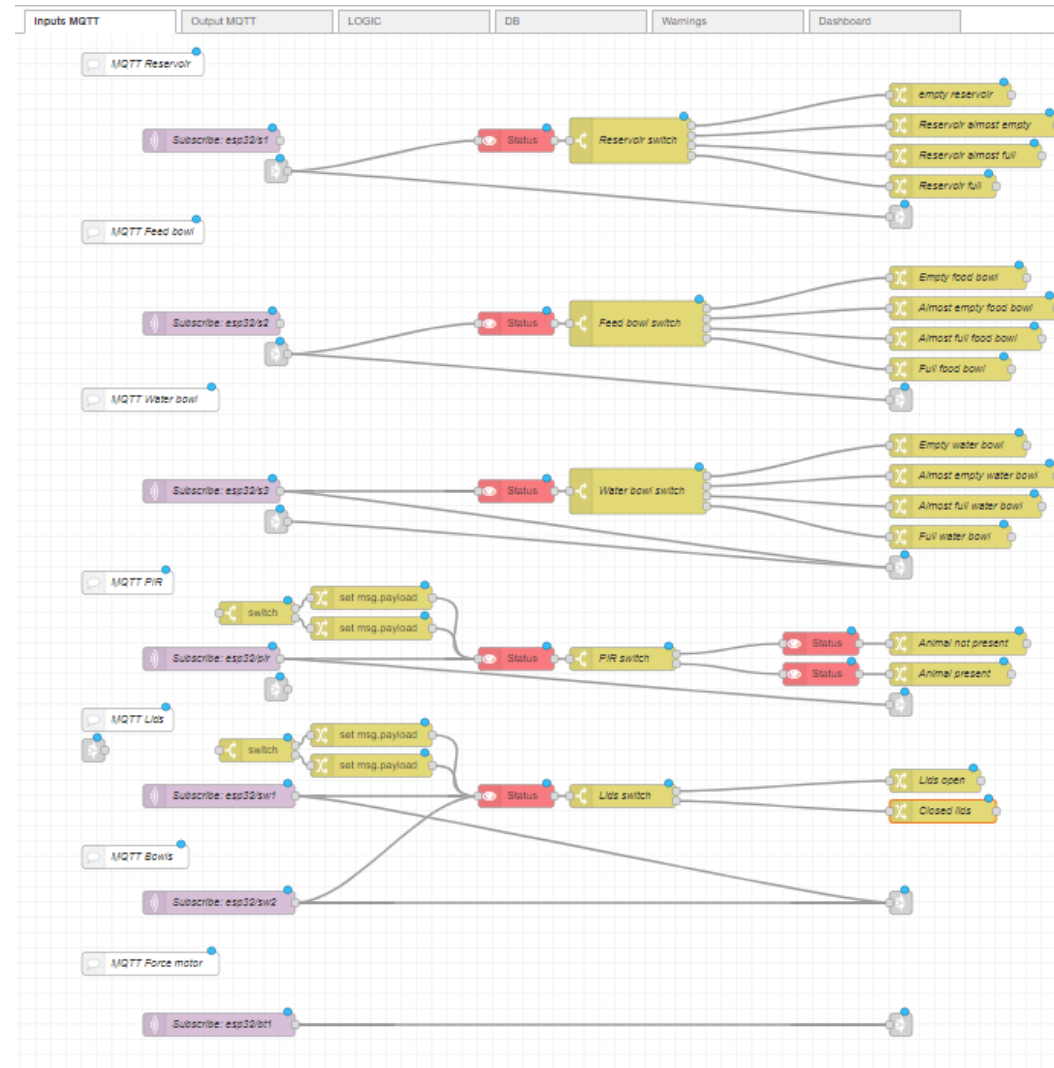 Inputs MQTT
Output MQTT
LOGIC
DB
Warnings
Dashboard
MQTT Reservoir
empty reservoir
Subscribe: esp32/s1
Status
Reservoir switch
Reservoir almost empty
Reservoir almost full
Reservoir full
MQTT Feed bowl
Empty food bowl
Subscribe: esp32/s2
Status
Feed bowl switch
Almost empty food bowl
Almost full food bowl
Full food bowl
MQTT Water bowl
Empty water bowl
Subscribe: esp32/s3
Status
Water bowl switch
Almost empty water bowl
Almost full water bowl
Full water bowl
MQTT PIR
switch
set msg.payload
set msg.payload
Subscribe: esp32/pir
Status
PIR switch
Status
Animal not present
Status
Animal present
MQTT Lids
switch
set msg.payload
set msg.payload
Subscribe: esp32/sw1
Status
Lids switch
Lids open
Closed lids
MQTT Bowls
Subscribe: esp32/sw2
MQTT Force motor
Subscribe: esp32/bt1